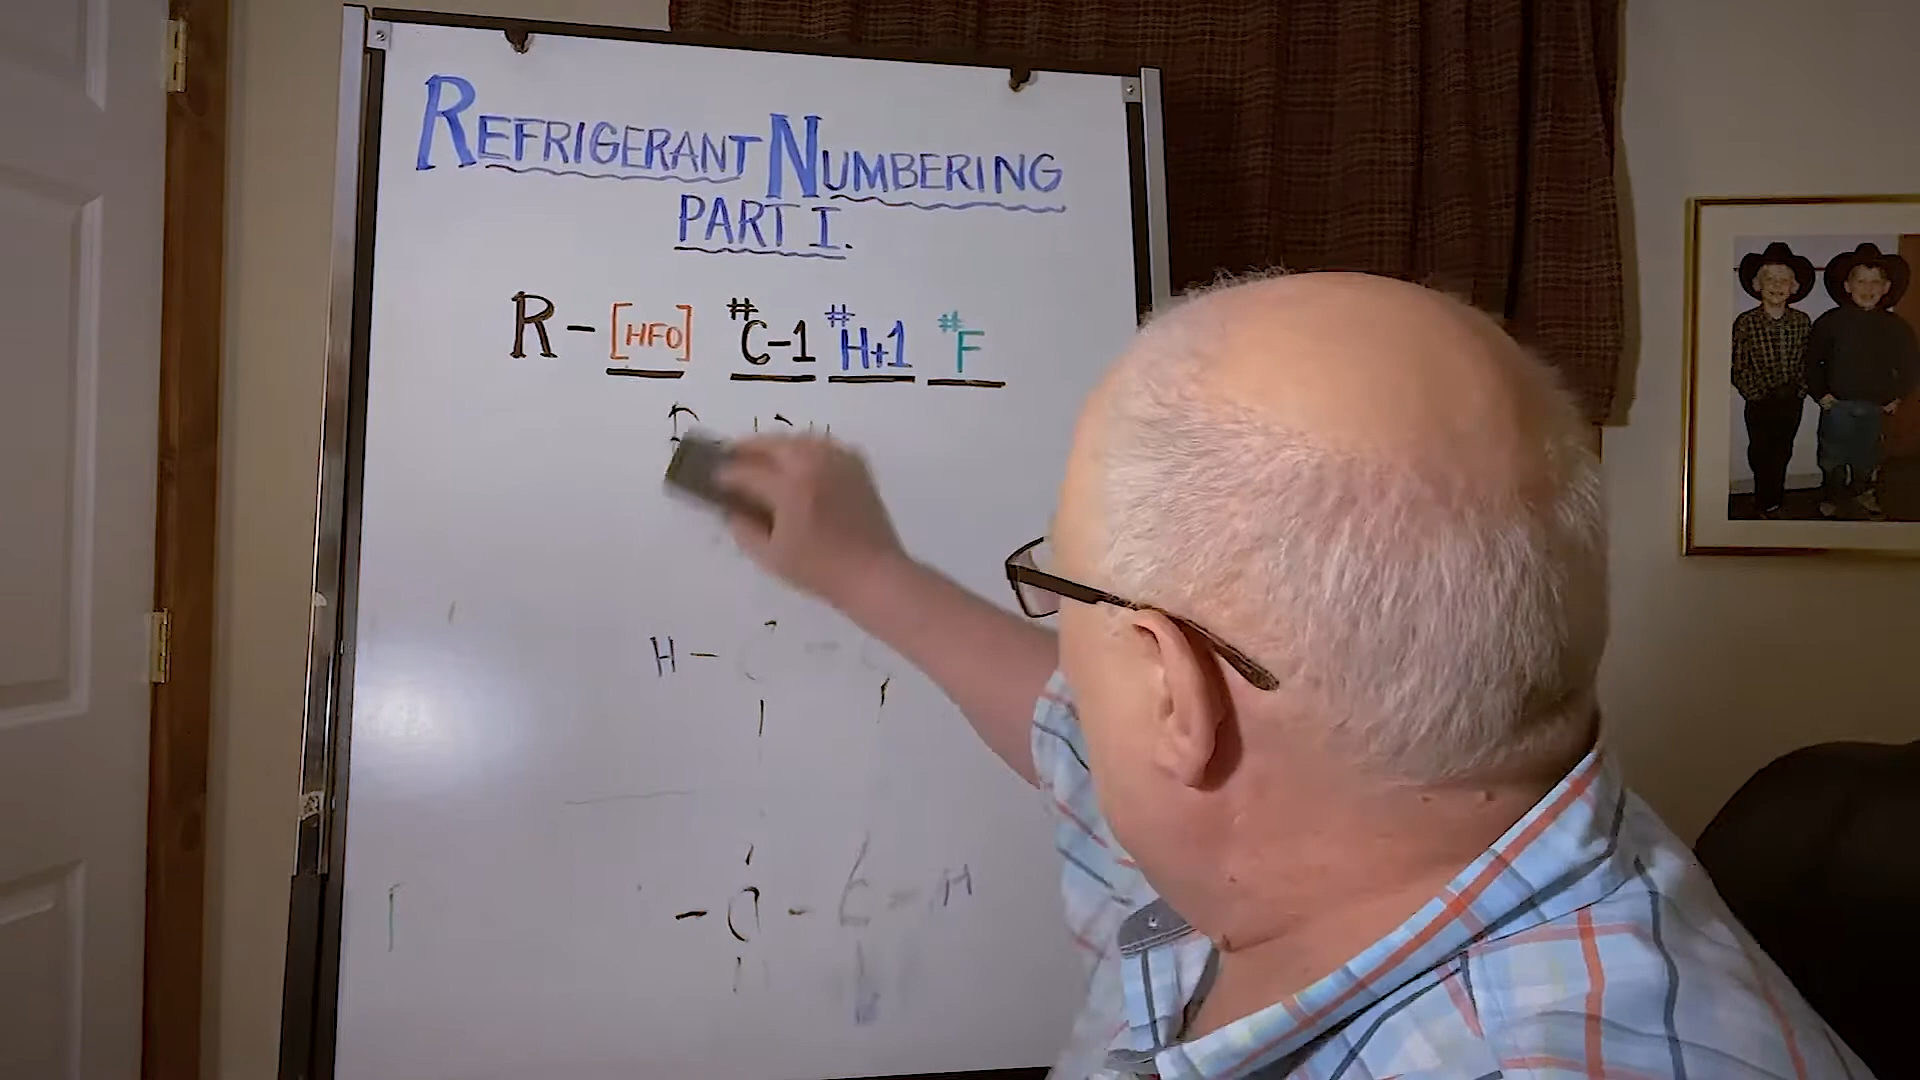 REFRIGERANT NUMBERING
PART I.
R - [HFO] #C-1 #H+1 #F
H - C - C
- C - C - H